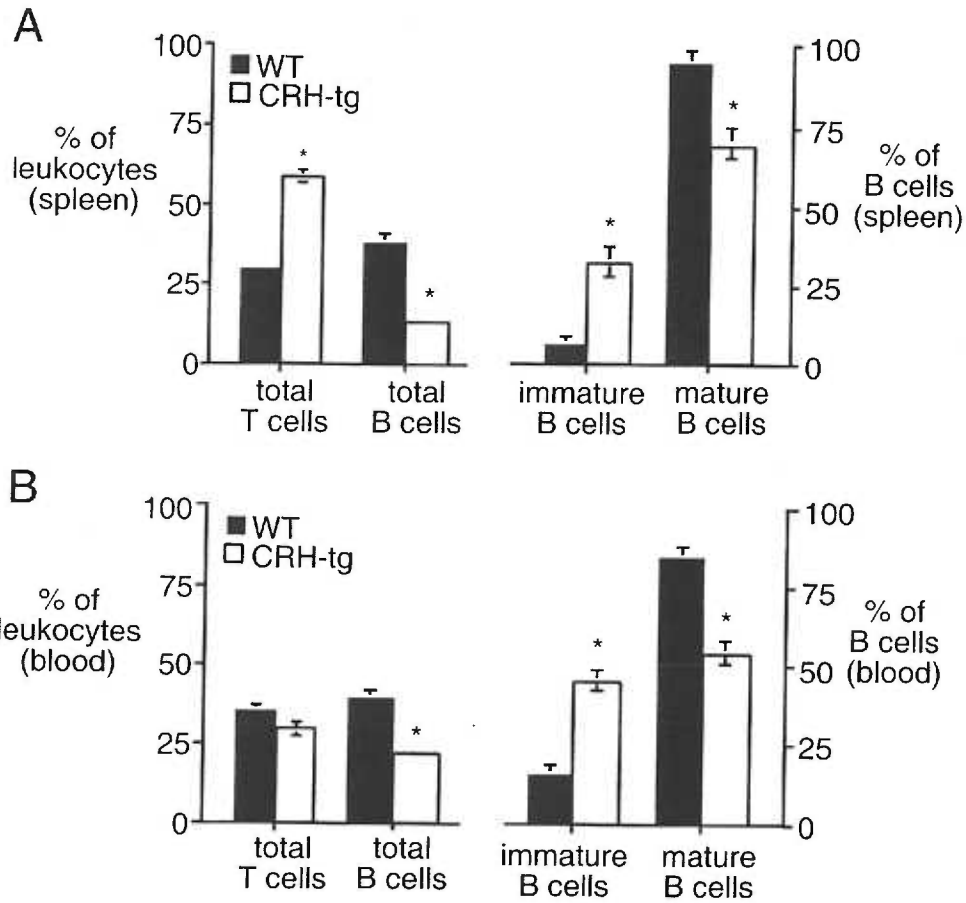 A
100
75
50
25
0
% of
leukocytes
(spleen)
WT
CRH-tg
*
*
total
T cells
total
B cells
*
*
immature
B cells
mature
B cells
100
75
50
25
0
% of
B cells
(spleen)
B
100
75
50
25
0
% of
leukocytes
(blood)
WT
CRH-tg
*
total
T cells
total
B cells
*
*
immature
B cells
mature
B cells
100
75
50
25
0
% of
B cells
(blood)